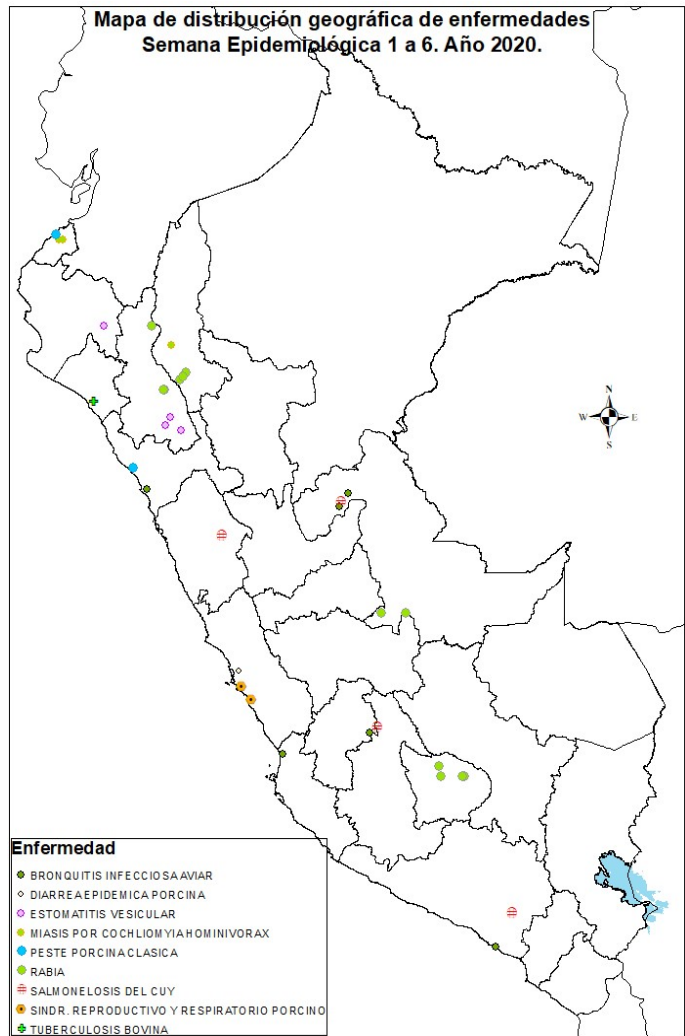 Mapa de distribución geográfica de enfermedades
Semana Epidemiológica 1 a 6. Año 2020.
N
W E
S
Enfermedad
BRONQUITIS INFECCIOSA AVIAR
DIARREA EPIDEMICA PORCINA
ESTOMATITIS VESICULAR
MIASIS POR COCHLIOMYIA HOMINIVORAX
PESTE PORCINA CLASICA
RABIA
SALMONELOSIS DEL CUY
SINDR. REPRODUCTIVO Y RESPIRATORIO PORCINO
TUBERCULOSIS BOVINA